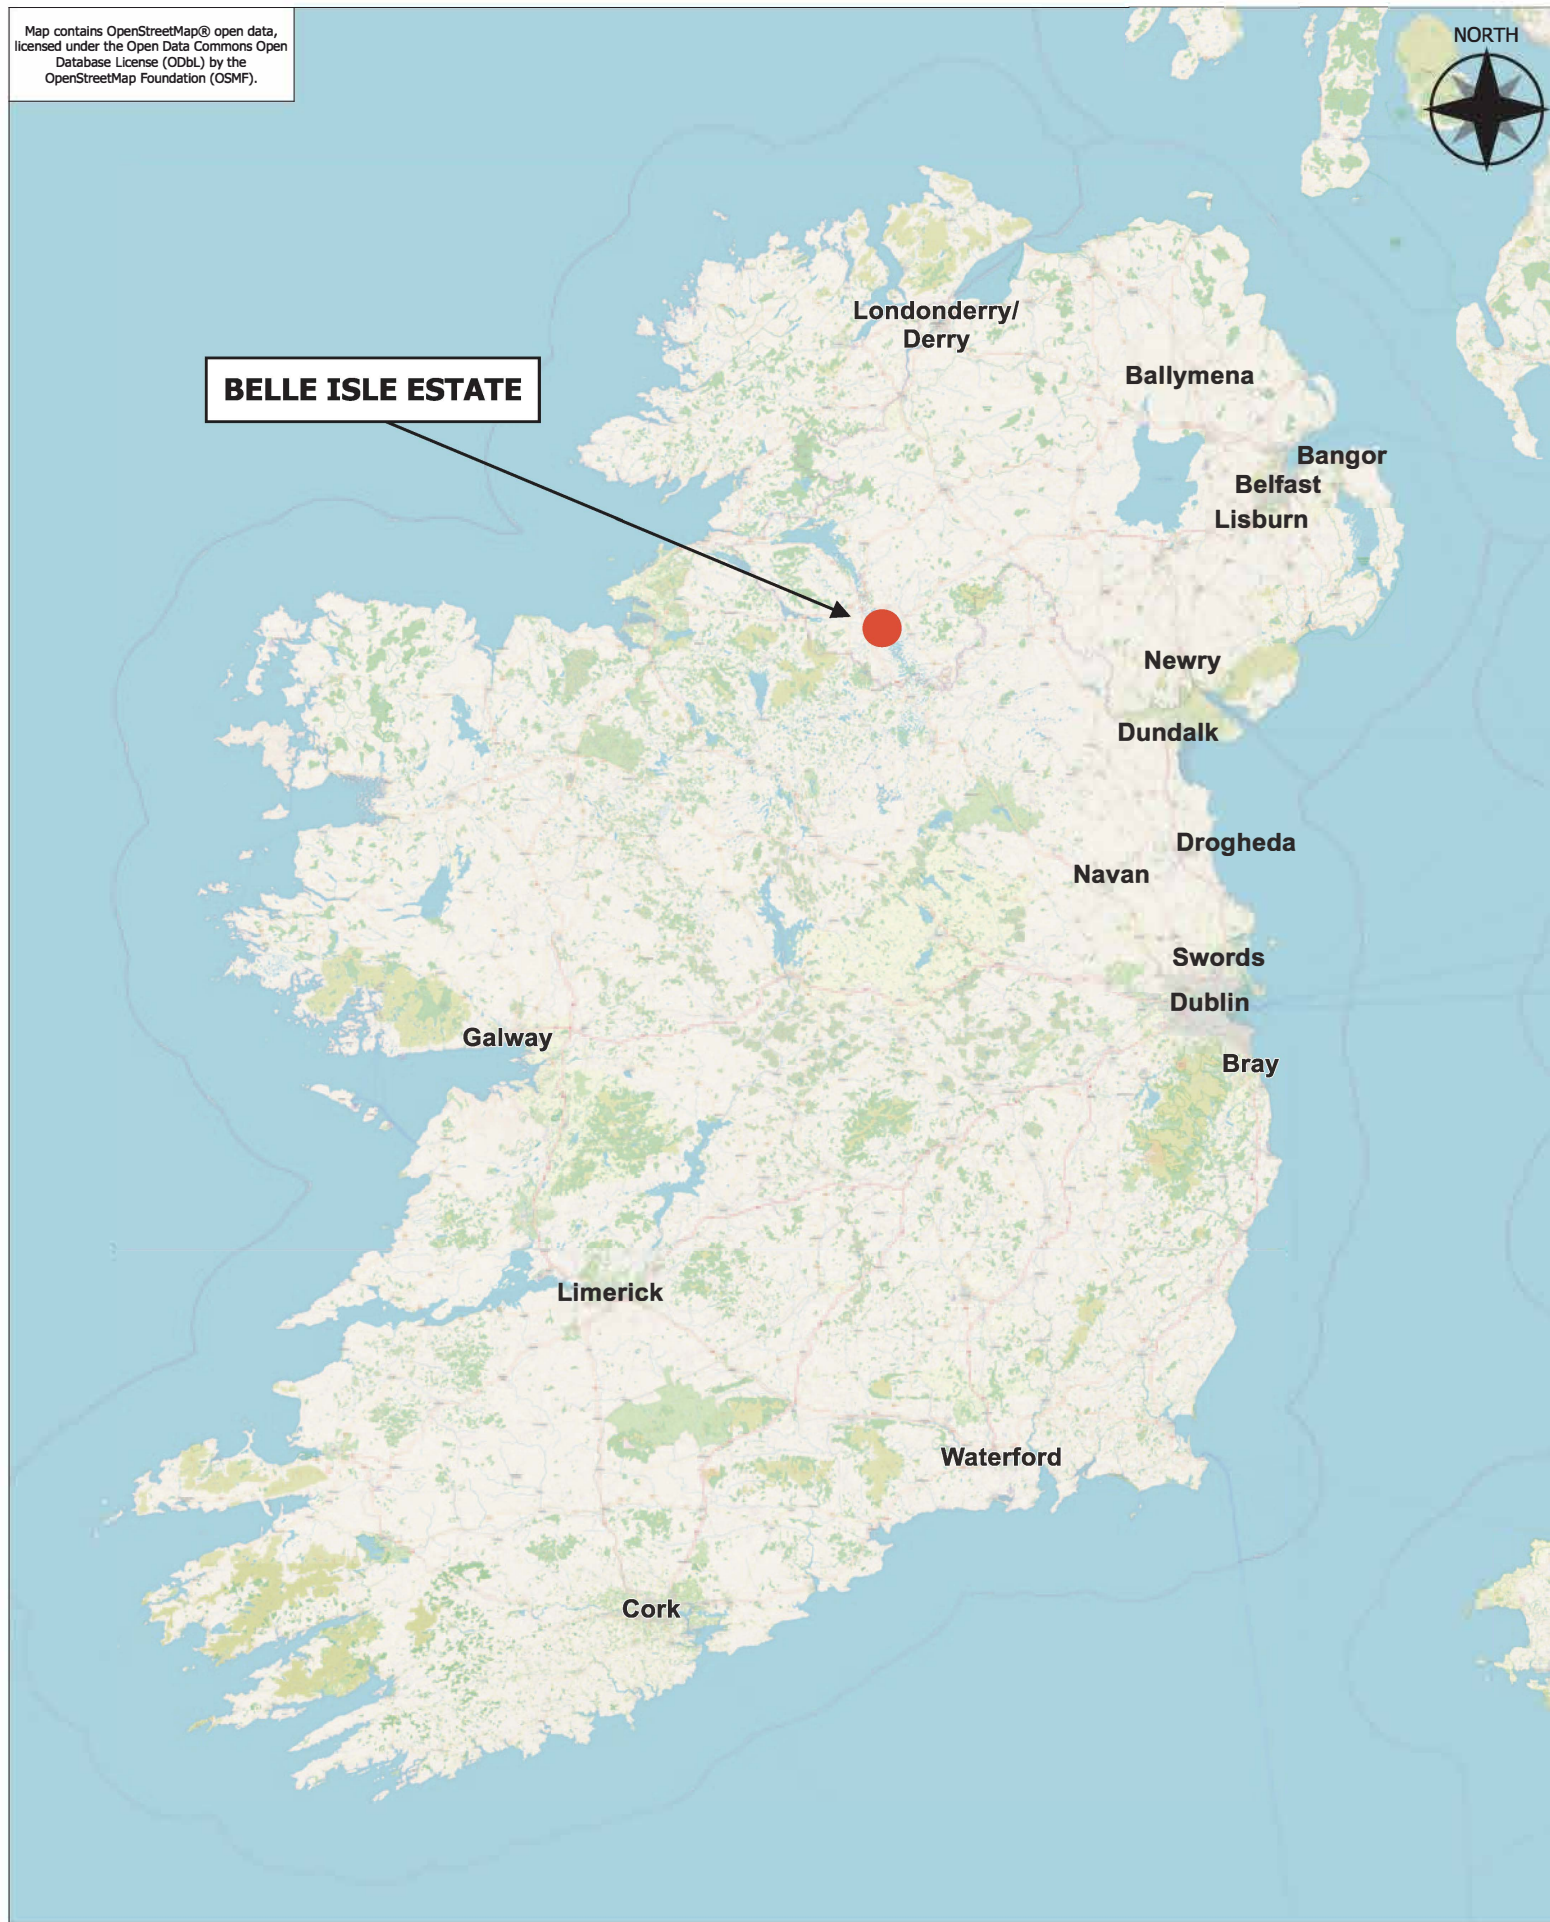 Map contains OpenStreetMap® open data,
licensed under the Open Data Commons Open
Database License (ODbL) by the
OpenStreetMap Foundation (OSMF).
NORTH
Londonderry/
Derry
Ballymena
BELLE ISLE ESTATE
Bangor
Belfast
Lisburn
Newry
Dundalk
Drogheda
Navan
Swords
Dublin
Galway
Bray
Limerick
Waterford
Cork